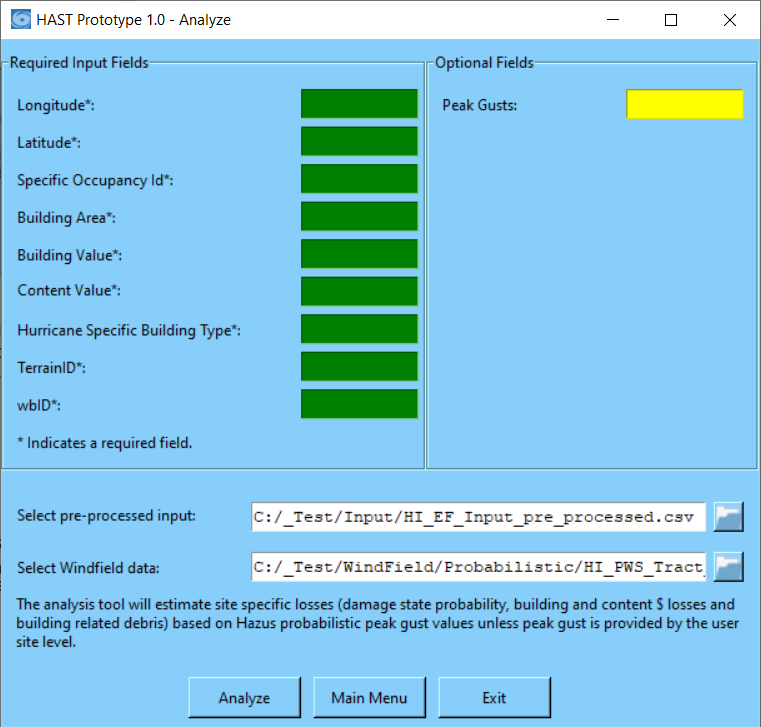 HAST Prototype 1.0 - Analyze
Required Input Fields
Longitude*:
Latitude*:
Specific Occupancy Id*:
Building Area*:
Building Value*:
Content Value*:
Hurricane Specific Building Type*:
TerrainID*:
wbID*:
* Indicates a required field.
Optional Fields
Peak Gusts:
Select pre-processed input:
C:/_Test/Input/HI_EF_Input_pre_processed.csv
Select Windfield data:
C:/_Test/WindField/Probabilistic/HI_PWS_Tract_
The analysis tool will estimate site specific losses (damage state probability, building and content $ losses and
building related debris) based on Hazus probabilistic peak gust values unless peak gust is provided by the user
site level.
Analyze
Main Menu
Exit